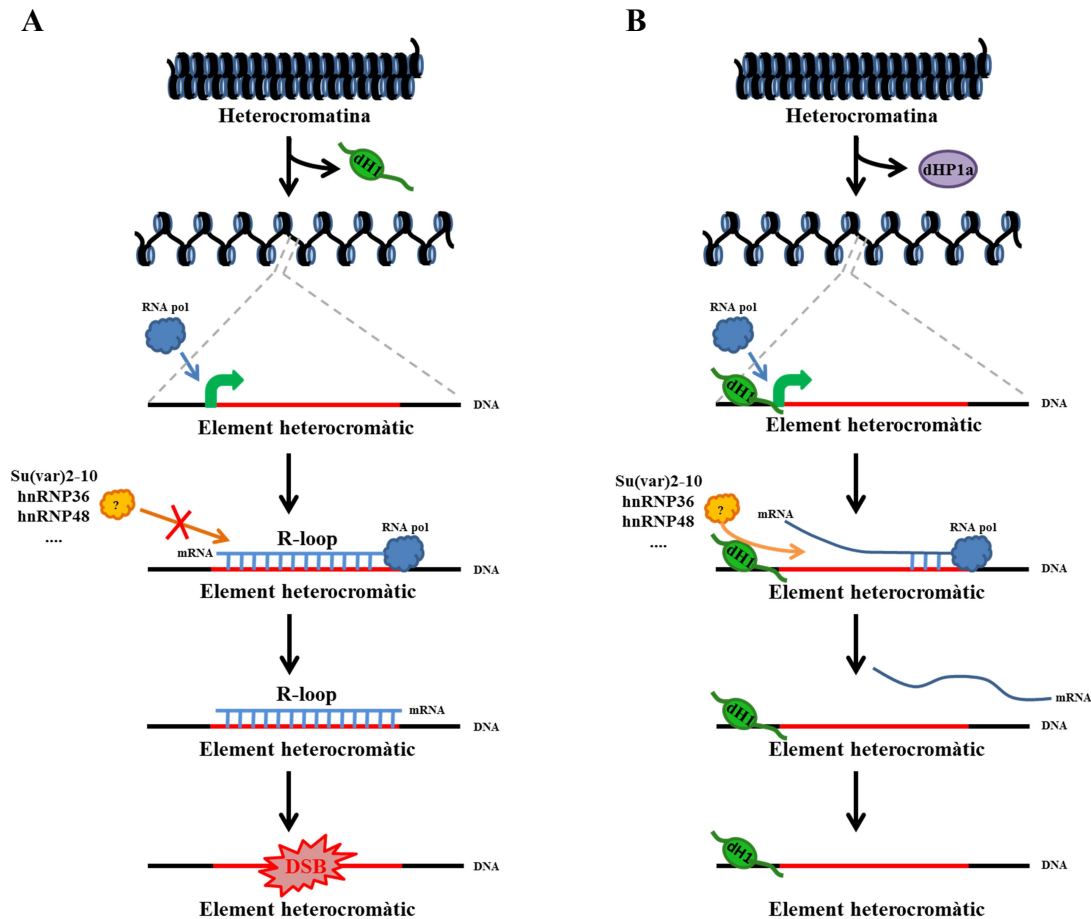 A
Heterocromatina
dH1
RNA pol
DNA
Element heterocromàtic
Su(var)2-10
hnRNP36
hnRNP48
....
?
R-loop
RNA pol
mRNA
DNA
Element heterocromàtic
R-loop
mRNA
DNA
Element heterocromàtic
DSB
DNA
Element heterocromàtic
B
Heterocromatina
dHP1a
RNA pol
dH1
DNA
Element heterocromàtic
Su(var)2-10
hnRNP36
hnRNP48
....
?
mRNA
RNA pol
dH1
DNA
Element heterocromàtic
mRNA
dH1
DNA
Element heterocromàtic
dH1
DNA
Element heterocromàtic